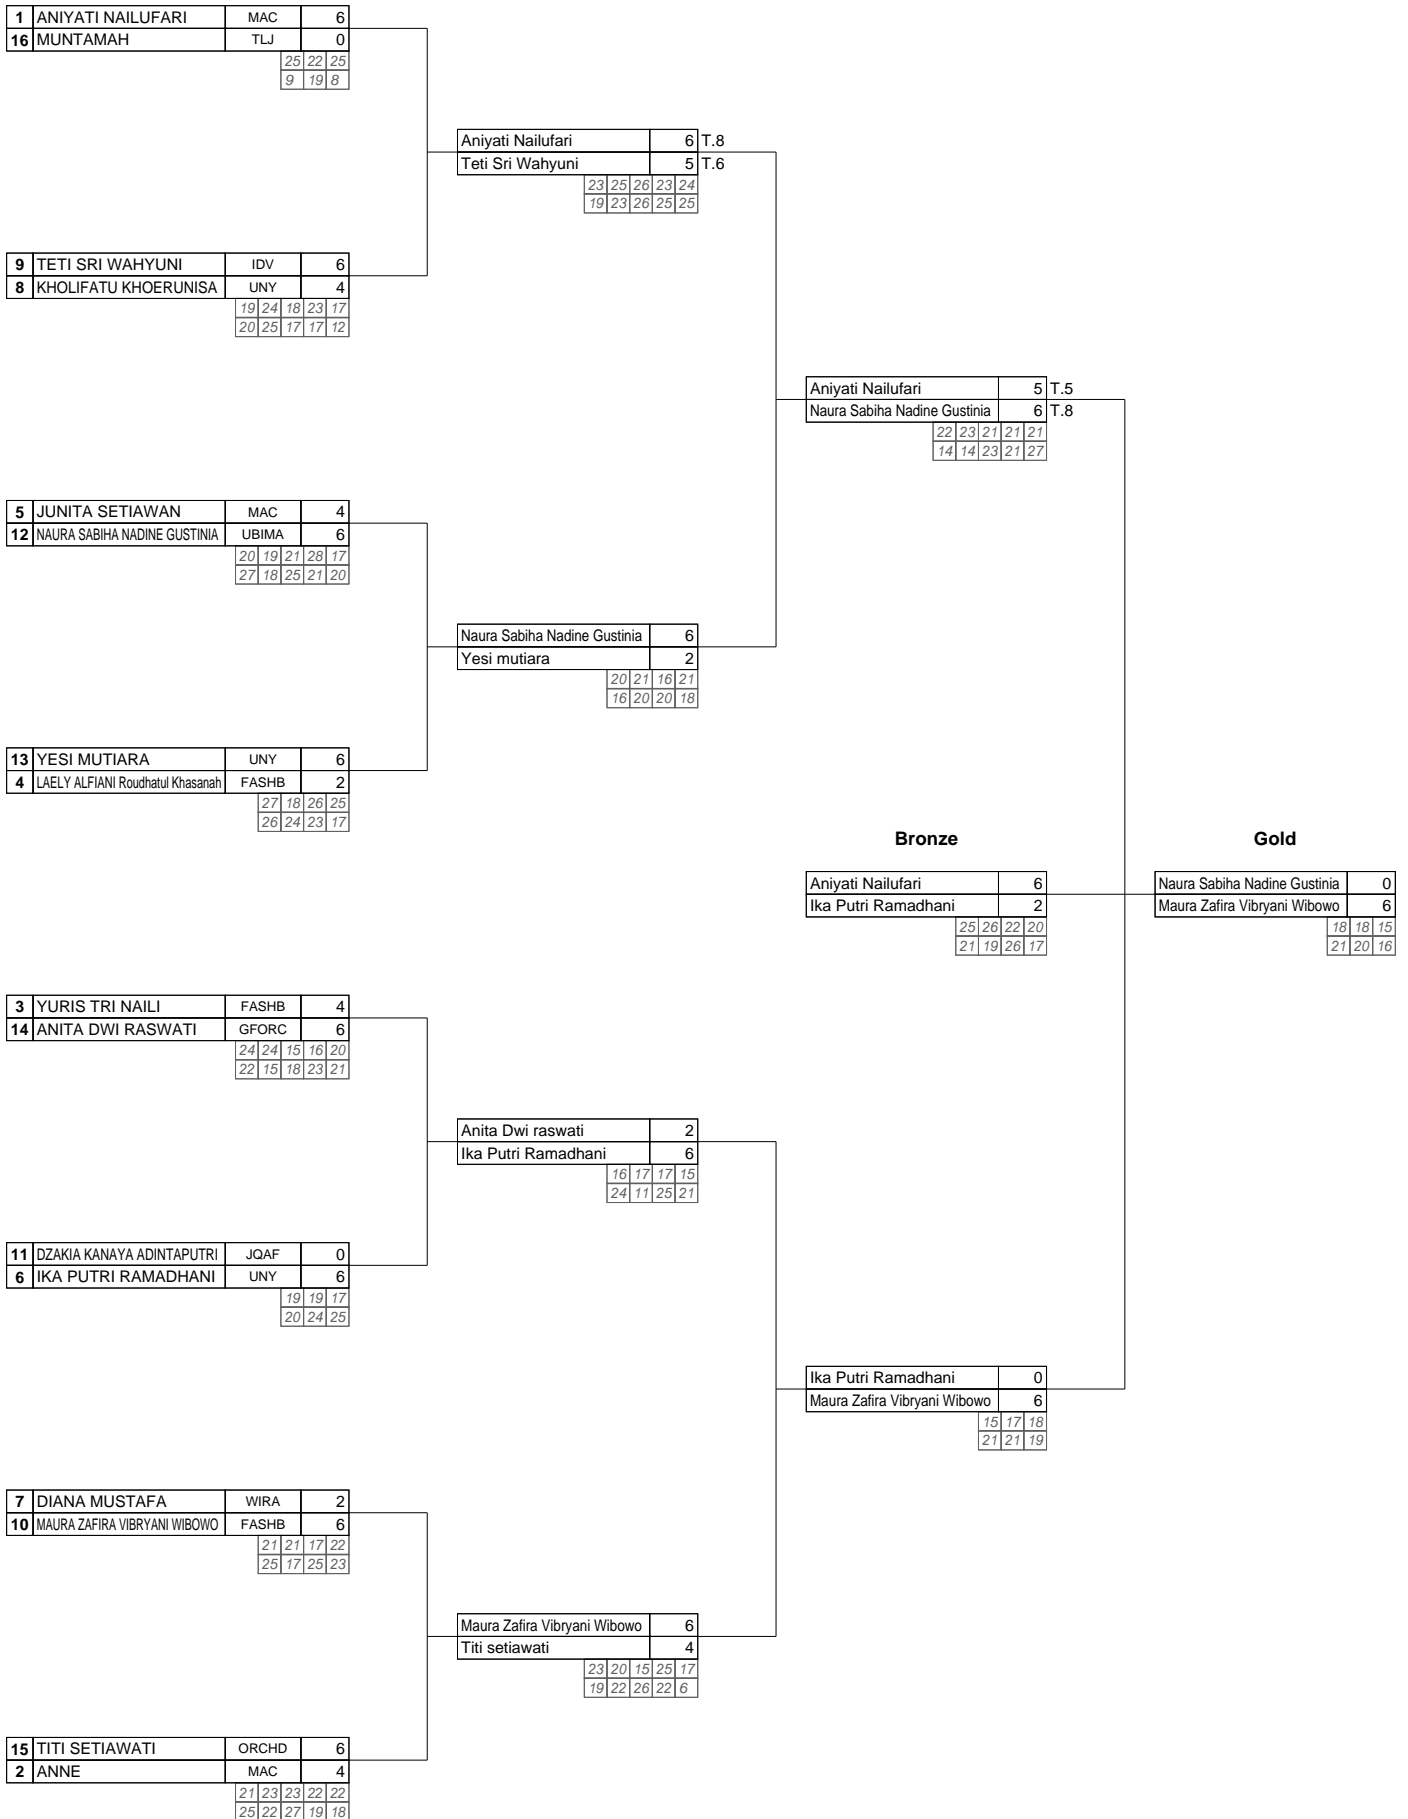 1 ANIYATI NAILUFARI MAC 6
16 MUNTAMAH TLJ 0
25 22 25
9 19 8
Aniyati Nailufari 6 T.8
Teti Sri Wahyuni 5 T.6
23 25 26 23 24
19 23 26 25 25
9 TETI SRI WAHYUNI IDV 6
8 KHOLIFATU KHOERUNISA UNY 4
19 24 18 23 17
20 25 17 17 12
Aniyati Nailufari 5 T.5
Naura Sabiha Nadine Gustinia 6 T.8
22 23 21 21 21
14 14 23 21 27
5 JUNITA SETIAWAN MAC 4
12 NAURA SABIHA NADINE GUSTINIA UBIMA 6
20 19 21 28 17
27 18 25 21 20
Naura Sabiha Nadine Gustinia 6
Yesi mutiara 2
20 21 16 21
16 20 20 18
13 YESI MUTIARA UNY 6
4 LAELY ALFIANI Roudhatul Khasanah FASHB 2
27 18 26 25
26 24 23 17
Bronze Gold
Aniyati Nailufari 6 Naura Sabiha Nadine Gustinia 0
Ika Putri Ramadhani 2 Maura Zafira Vibryani Wibowo 6
25 26 22 20 18 18 15
21 19 26 17 21 20 16
3 YURIS TRI NAILI FASHB 4
14 ANITA DWI RASWATI GFORC 6
24 24 15 16 20
22 15 18 23 21
Anita Dwi raswati 2
Ika Putri Ramadhani 6
16 17 17 15
24 11 25 21
11 DZAKIA KANAYA ADINTAPUTRI JQAF 0
6 IKA PUTRI RAMADHANI UNY 6
19 19 17
20 24 25
Ika Putri Ramadhani 0
Maura Zafira Vibryani Wibowo 6
15 17 18
21 21 19
7 DIANA MUSTAFA WIRA 2
10 MAURA ZAFIRA VIBRYANI WIBOWO FASHB 6
21 21 17 22
25 17 25 23
Maura Zafira Vibryani Wibowo 6
Titi setiawati 4
23 20 15 25 17
19 22 26 22 6
15 TITI SETIAWATI ORCHD 6
2 ANNE MAC 4
21 23 23 22 22
25 22 27 19 18